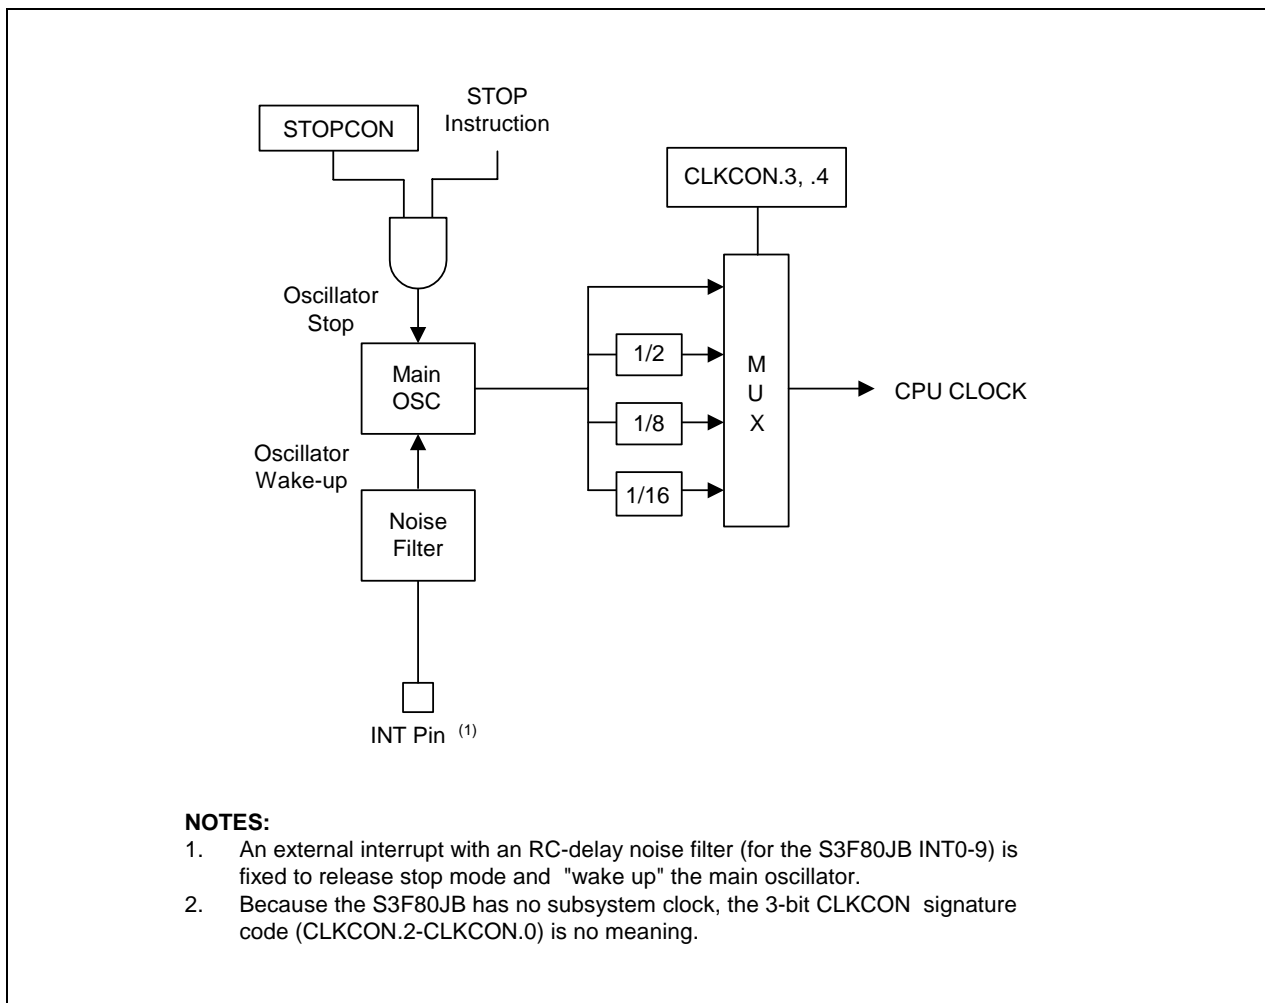 STOP
Instruction
STOPCON
CLKCON.3, .4
Oscillator
Stop
Main
OSC
1/2
1/8
1/16
M
U
X
CPU CLOCK
Oscillator
Wake-up
Noise
Filter
INT Pin (1)
NOTES:
1. An external interrupt with an RC-delay noise filter (for the S3F80JB INT0-9) is
fixed to release stop mode and "wake up" the main oscillator.
2. Because the S3F80JB has no subsystem clock, the 3-bit CLKCON signature
code (CLKCON.2-CLKCON.0) is no meaning.